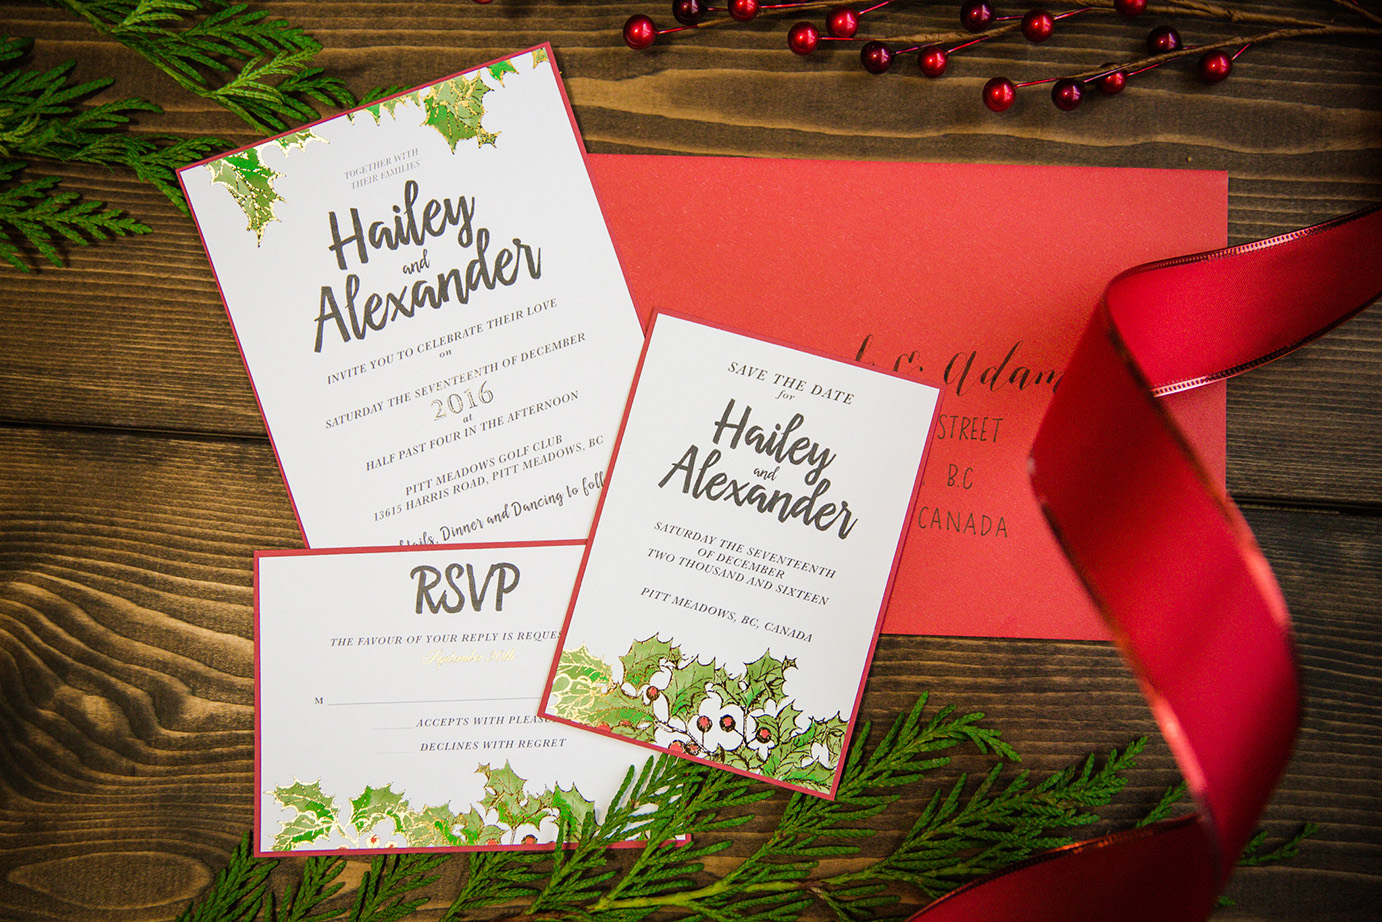 TOGETHER WITH
THEIR FAMILIES
Hailey
and
Alexander
INVITE YOU TO CELEBRATE THEIR LOVE
on
SATURDAY THE SEVENTEENTH OF DECEMBER
2016
at
HALF PAST FOUR IN THE AFTERNOON
PITT MEADOWS GOLF CLUB
13615 HARRIS ROAD, PITT MEADOWS, BC
Dinner and Dancing to
SAVE THE DATE
for
Hailey
and
Alexander
SATURDAY THE SEVENTEENTH
OF DECEMBER
TWO THOUSAND AND SIXTEEN
PITT MEADOWS, BC, CANADA
RSVP
THE FAVOUR OF YOUR REPLY IS
M
ACCEPTS WITH
DECLINES WITH REGRET
& Adam
STREET
B.C
CANADA